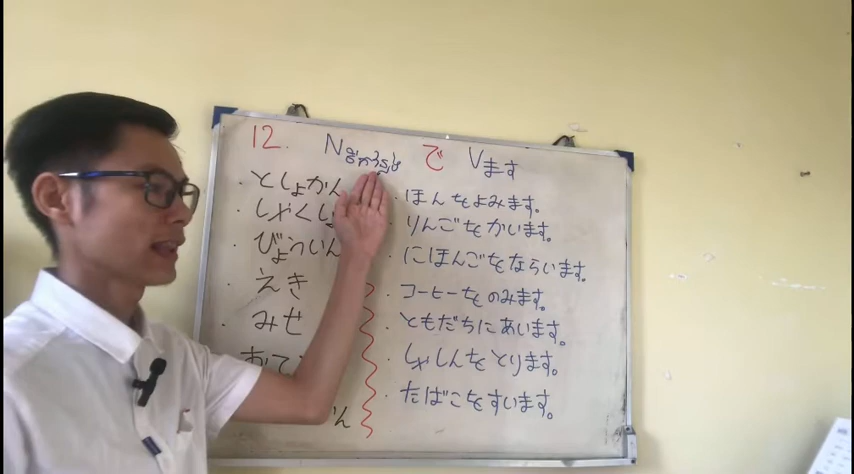 12. N で Vます
・としょかん
・しやくし
・びょういん
・えき
・みせ
ん
・ほんをよみます。
・りんごをかいます。
・にほんごをならいます。
・コーヒーをのみます。
・ともだちにあいます。
・しゃしんをとります。
・たばこをすいます。